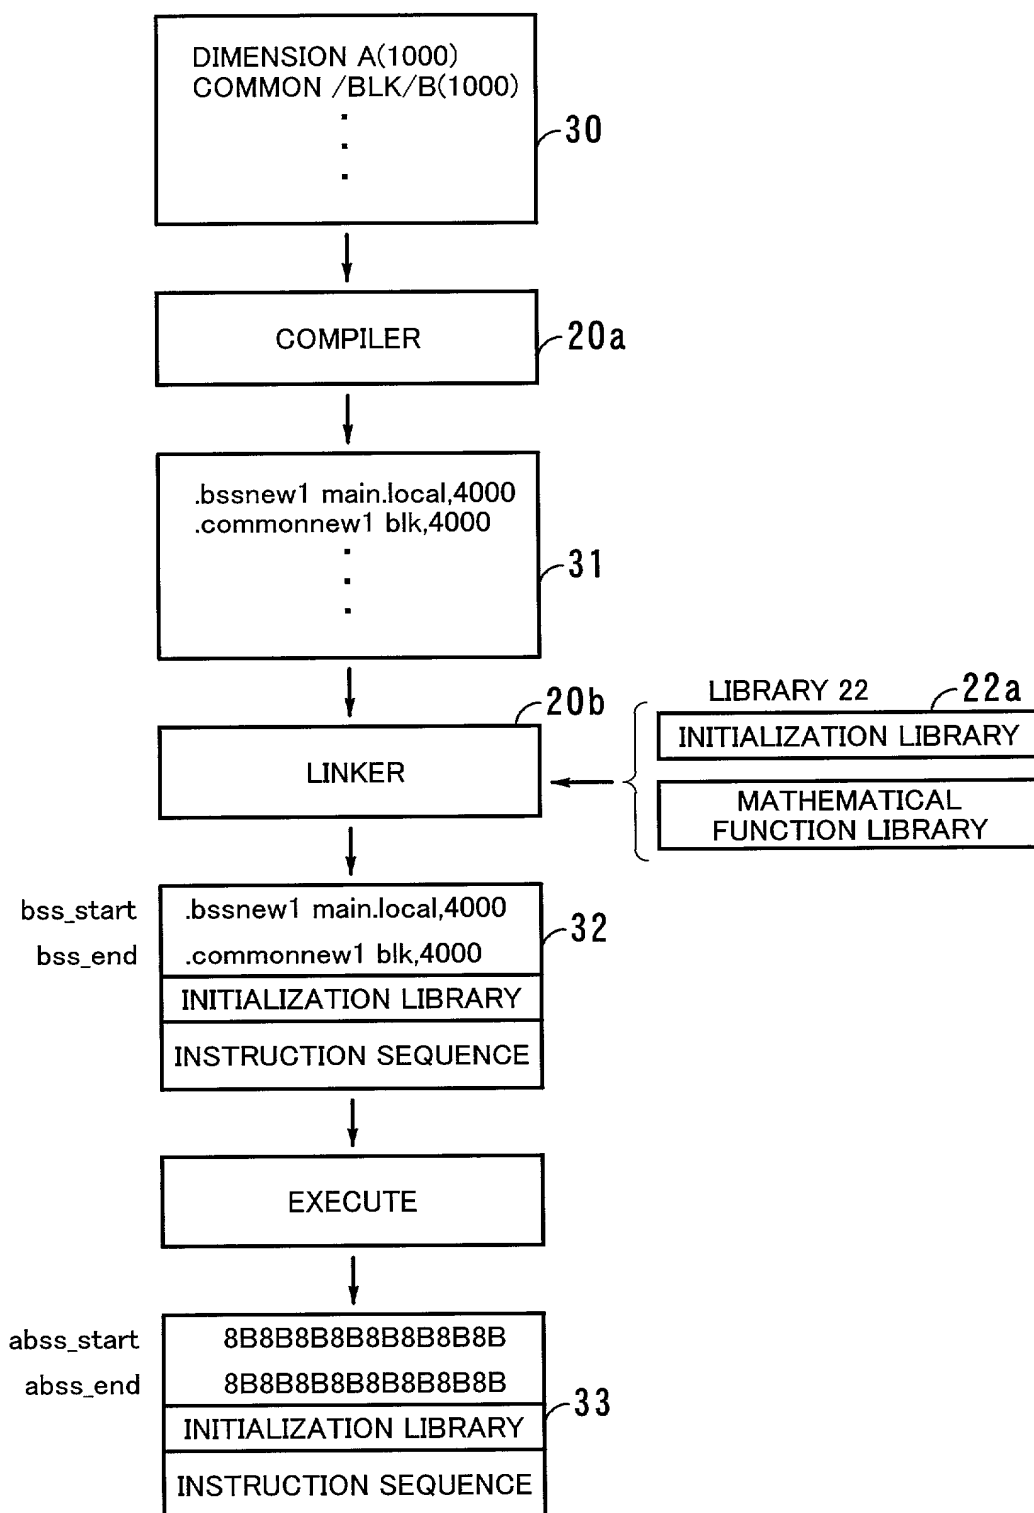 DIMENSION A(1000)
COMMON /BLK/B(1000)
30
COMPILER
20a
.bssnew1 main.local,4000
.commonnew1 blk,4000
31
20b
LINKER
LIBRARY 22
22a
INITIALIZATION LIBRARY
MATHEMATICAL
FUNCTION LIBRARY
bss_start .bssnew1 main.local,4000
32
bss_end .commonnew1 blk,4000
INITIALIZATION LIBRARY
INSTRUCTION SEQUENCE
EXECUTE
abss_start 8B8B8B8B8B8B8B8B
abss_end 8B8B8B8B8B8B8B8B
33
INITIALIZATION LIBRARY
INSTRUCTION SEQUENCE